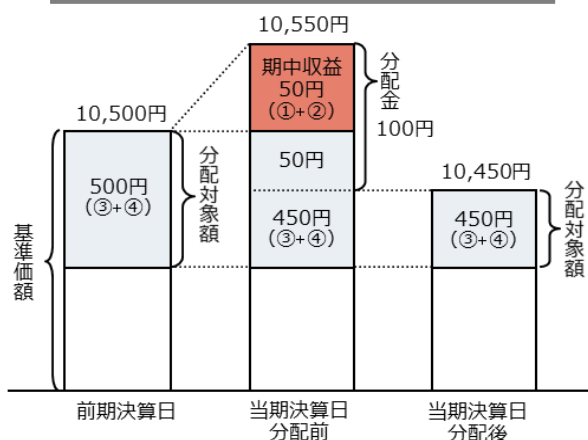 10,550円
期中収益
50円
(①+②)
分配金
100円
10,500円
500円
(③+④)
分配対象額
50円
450円
(③+④)
10,450円
450円
(③+④)
分配対象額
基準価額
前期決算日
当期決算日
分配前
当期決算日
分配後